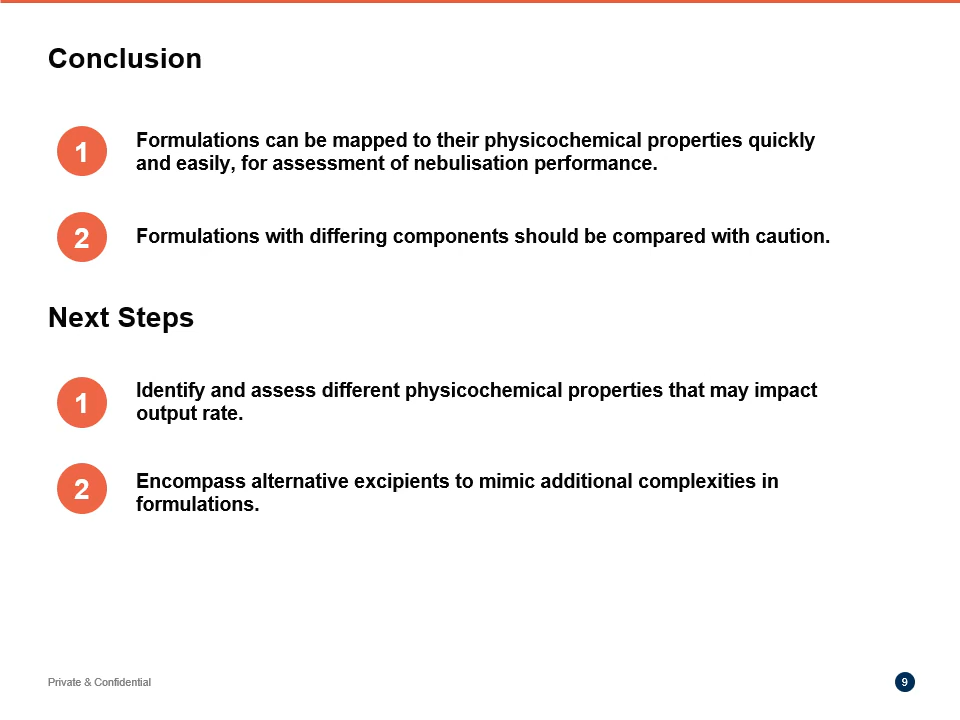 Conclusion
1
Formulations can be mapped to their physicochemical properties quickly
and easily, for assessment of nebulisation performance.
2
Formulations with differing components should be compared with caution.
Next Steps
1
Identify and assess different physicochemical properties that may impact
output rate.
2
Encompass alternative excipients to mimic additional complexities in
formulations.
Private & Confidential
9